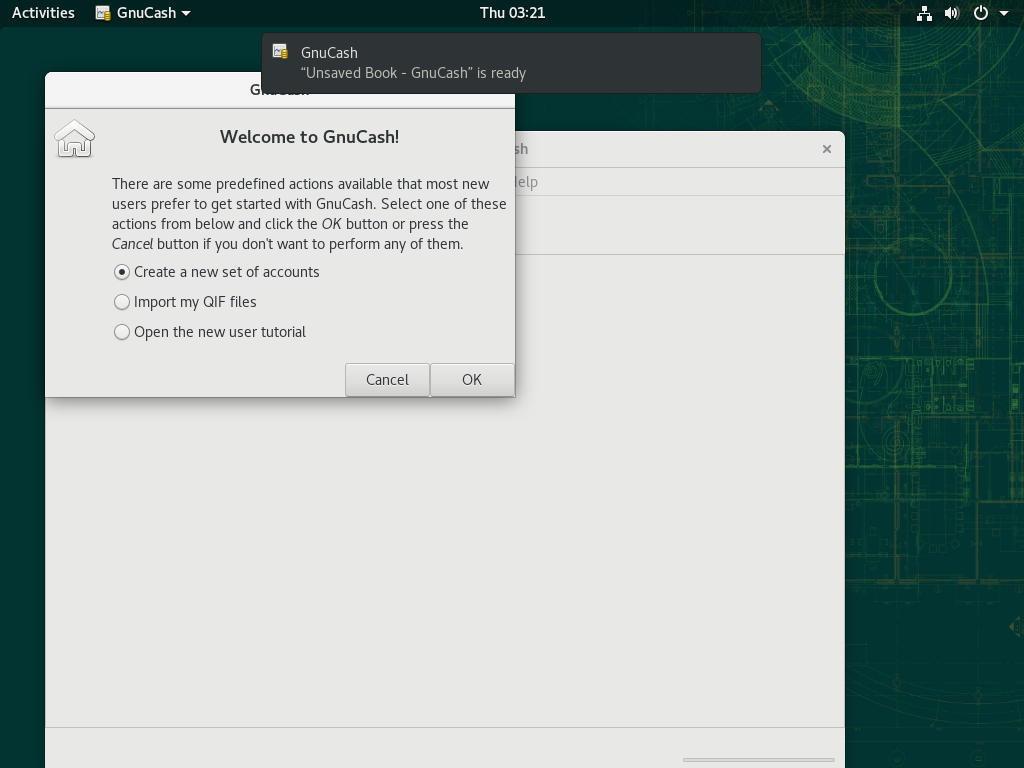 Activities
GnuCash
Thu 03:21
GnuCash
“Unsaved Book - GnuCash” is ready
Welcome to GnuCash!
There are some predefined actions available that most new
users prefer to get started with GnuCash. Select one of these
actions from below and click the OK button or press the
Cancel button if you don't want to perform any of them.
Create a new set of accounts
Import my QIF files
Open the new user tutorial
Cancel
OK